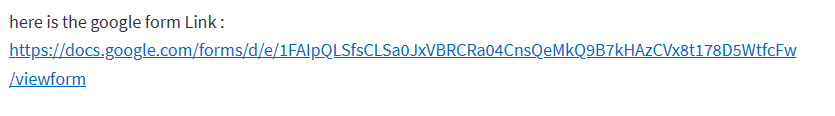 here is the google form Link :
https://docs.google.com/forms/d/e/1FAIpQLSfsCLSa0JxVBRCRa04CnsQeMkQ9B7kHAzCVx8t178D5WtfcFw
/viewform